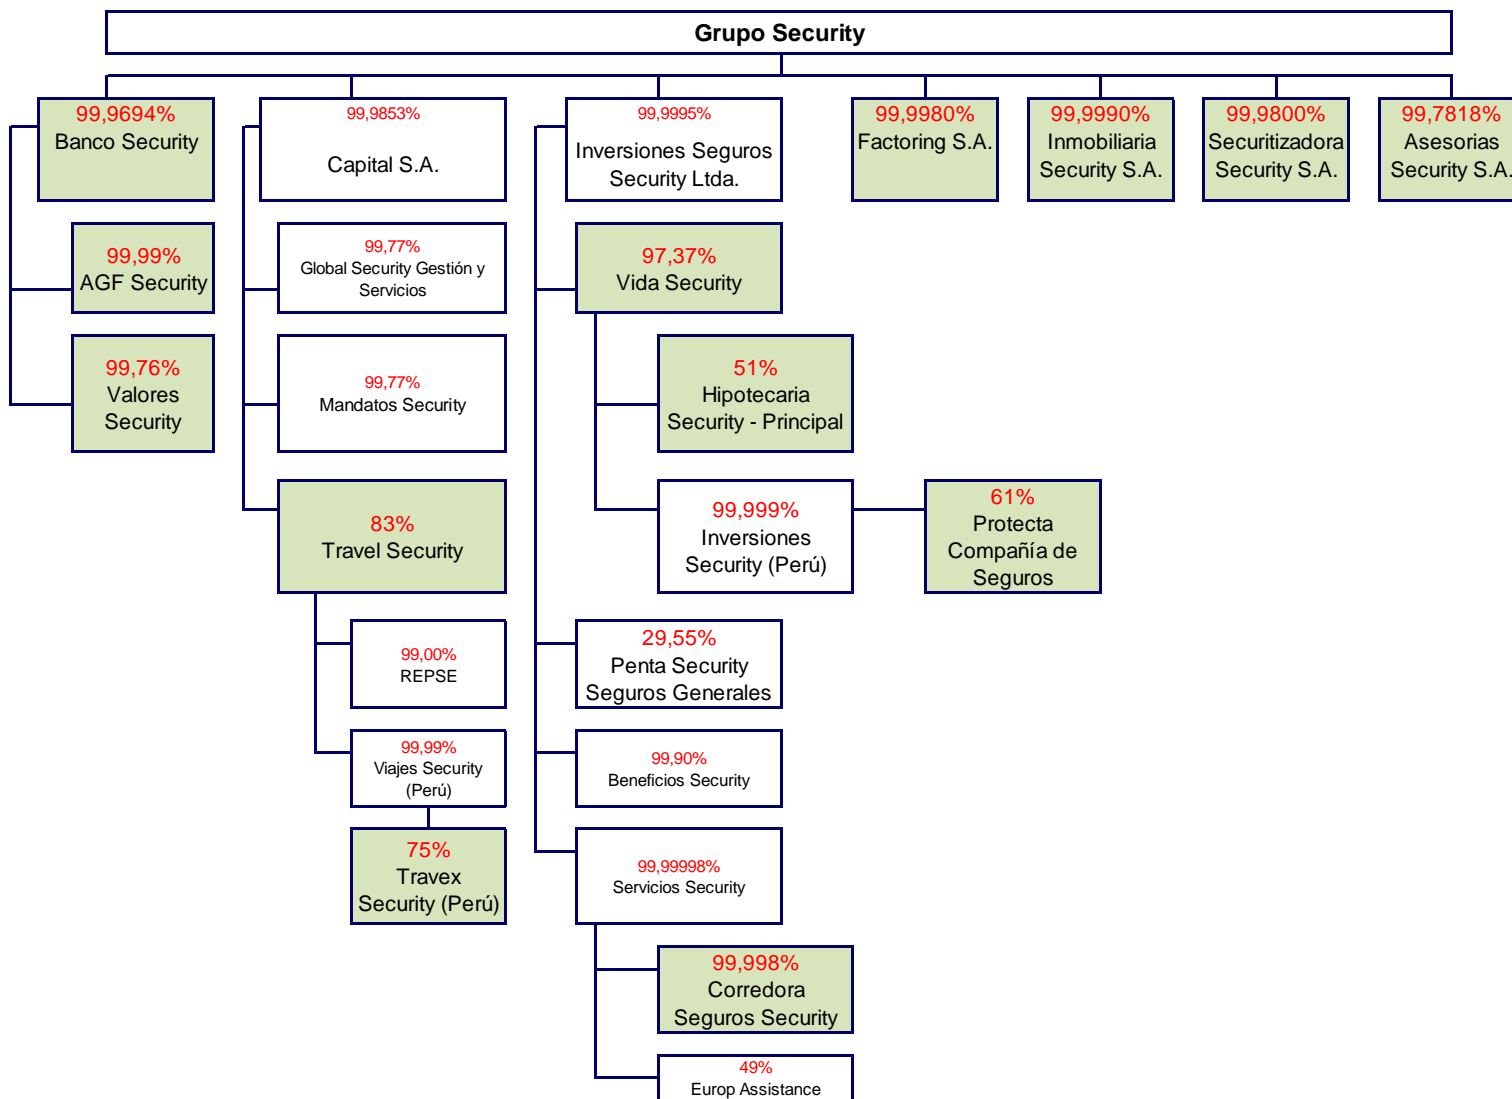 Grupo Security
99,9694%
Banco Security
99,9853%
Capital S.A.
99,9995%
Inversiones Seguros
Security Ltda.
99,9980%
Factoring S.A.
99,9990%
Inmobiliaria
Security S.A.
99,9800%
Securitizadora
Security S.A.
99,7818%
Asesorias
Security S.A.
99,99%
AGF Security
99,76%
Valores
Security
99,77%
Global Security Gestión y
Servicios
99,77%
Mandatos Security
83%
Travel Security
99,00%
REPSE
99,99%
Viajes Security
(Perú)
75%
Travex
Security (Perú)
97,37%
Vida Security
51%
Hipotecaria
Security - Principal
99,999%
Inversiones
Security (Perú)
61%
Protecta
Compañía de
Seguros
29,55%
Penta Security
Seguros Generales
99,90%
Beneficios Security
99,99998%
Servicios Security
99,998%
Corredora
Seguros Security
49%
Europ Assistance